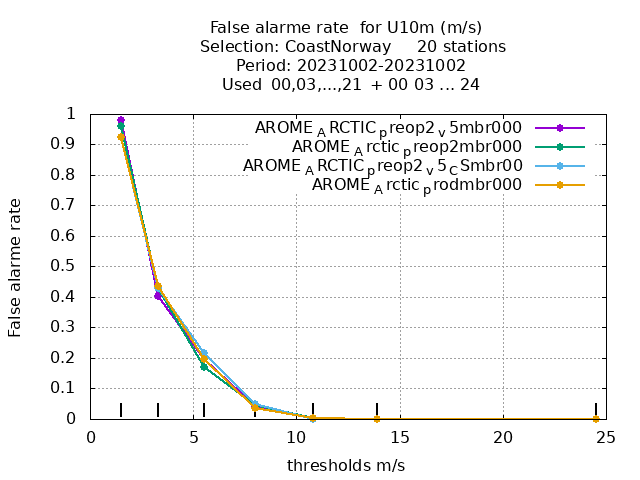 False alarme rate  for U10m (m/s)
Selection: CoastNorway     20 stations
Period: 20231002-20231002
Used  00,03,...,21  + 00 03 ... 24
AROME_ARCTIC_preop2_v5mbr000
AROME_Arctic_preop2mbr000
AROME_ARCTIC_preop2_v5_CSmbr00
AROME_Arctic_prodmbr000
1
0.9
0.8
0.7
0.6
0.5
0.4
0.3
0.2
0.1
0
False alarme rate
0 5 10 15 20 25
thresholds m/s